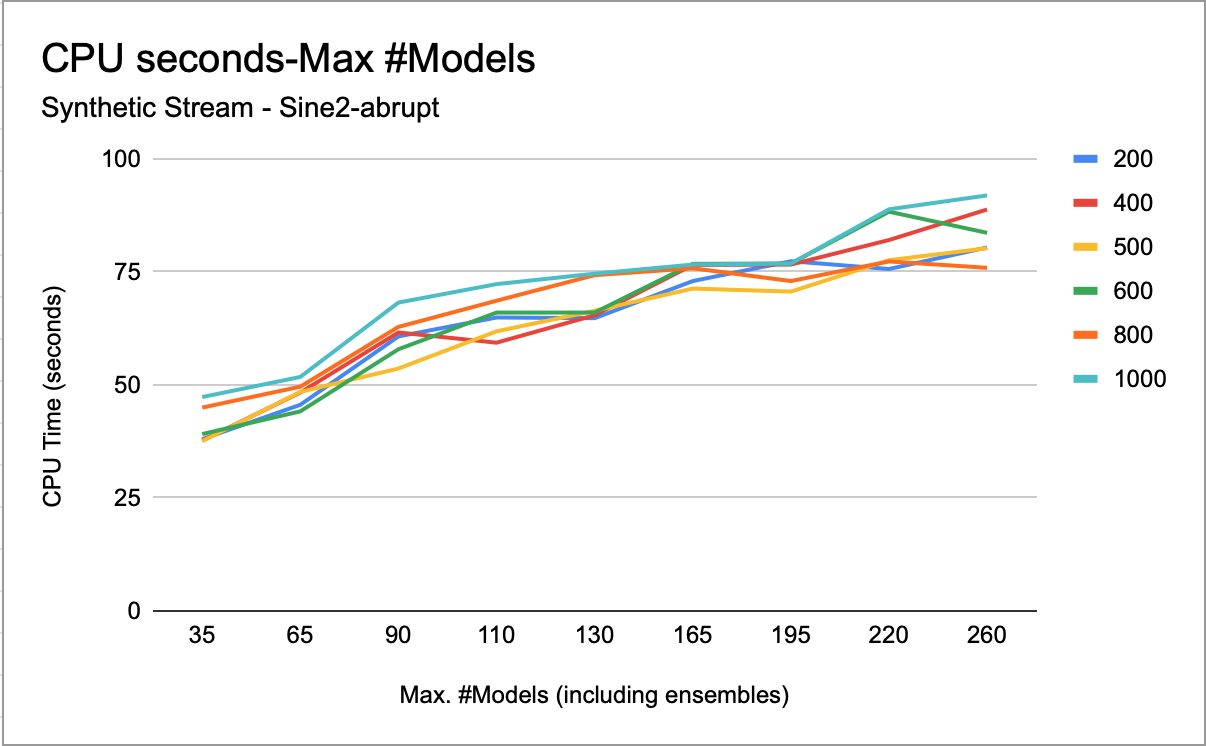 CPU seconds-Max #Models
Synthetic Stream - Sine2-abrupt
100
75
50
25
0
CPU Time (seconds)
35 65 90 110 130 165 195 220 260
Max. #Models (including ensembles)
200
400
500
600
800
1000